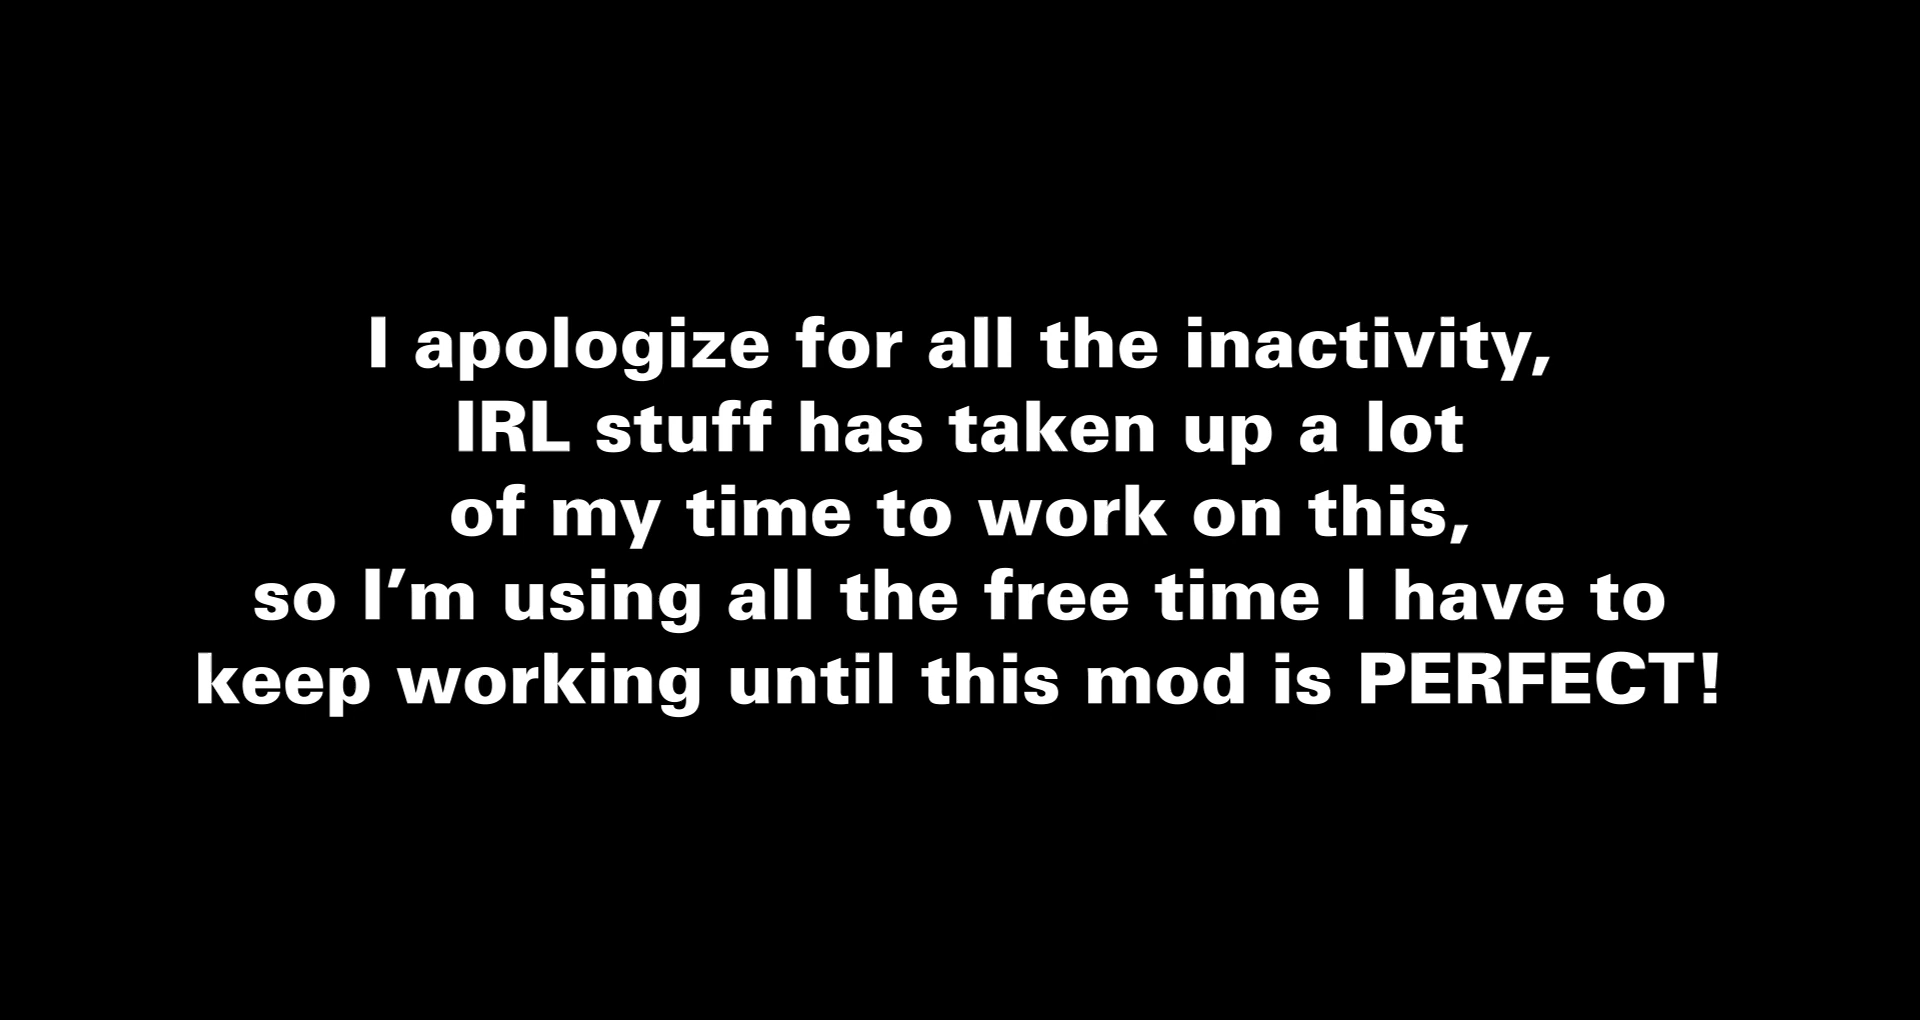 I apologize for all the inactivity,
IRL stuff has taken up a lot
of my time to work on this,
so I’m using all the free time I have to
keep working until this mod is PERFECT!